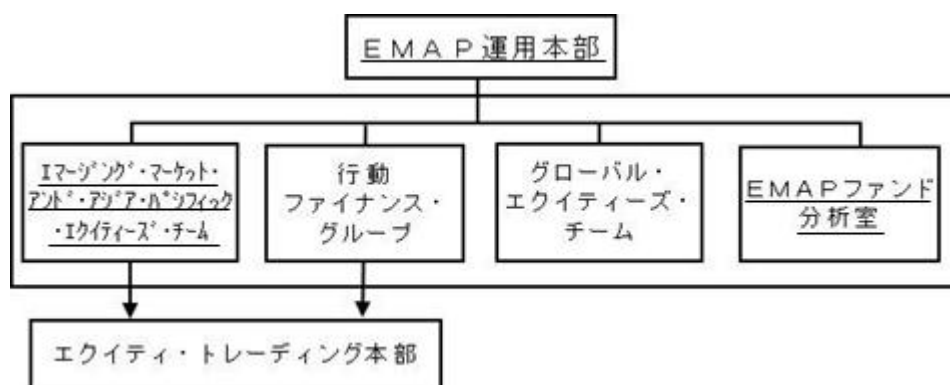 ＥＭＡＰ運用本部
ｴﾏｰｼﾞﾝｸﾞ･ﾏｰｹｯﾄ･
ｱﾝﾄﾞ･ｱｼﾞｱ･ﾊﾟｼﾌｨｯｸ
･ｴｸｲﾃｨｰｽﾞ･ﾁｰﾑ
行動
ファイナンス・
グループ
グローバル・
エクイティーズ・
チーム
ＥＭＡＰファンド
分析室
エクイティ・トレーディング本部